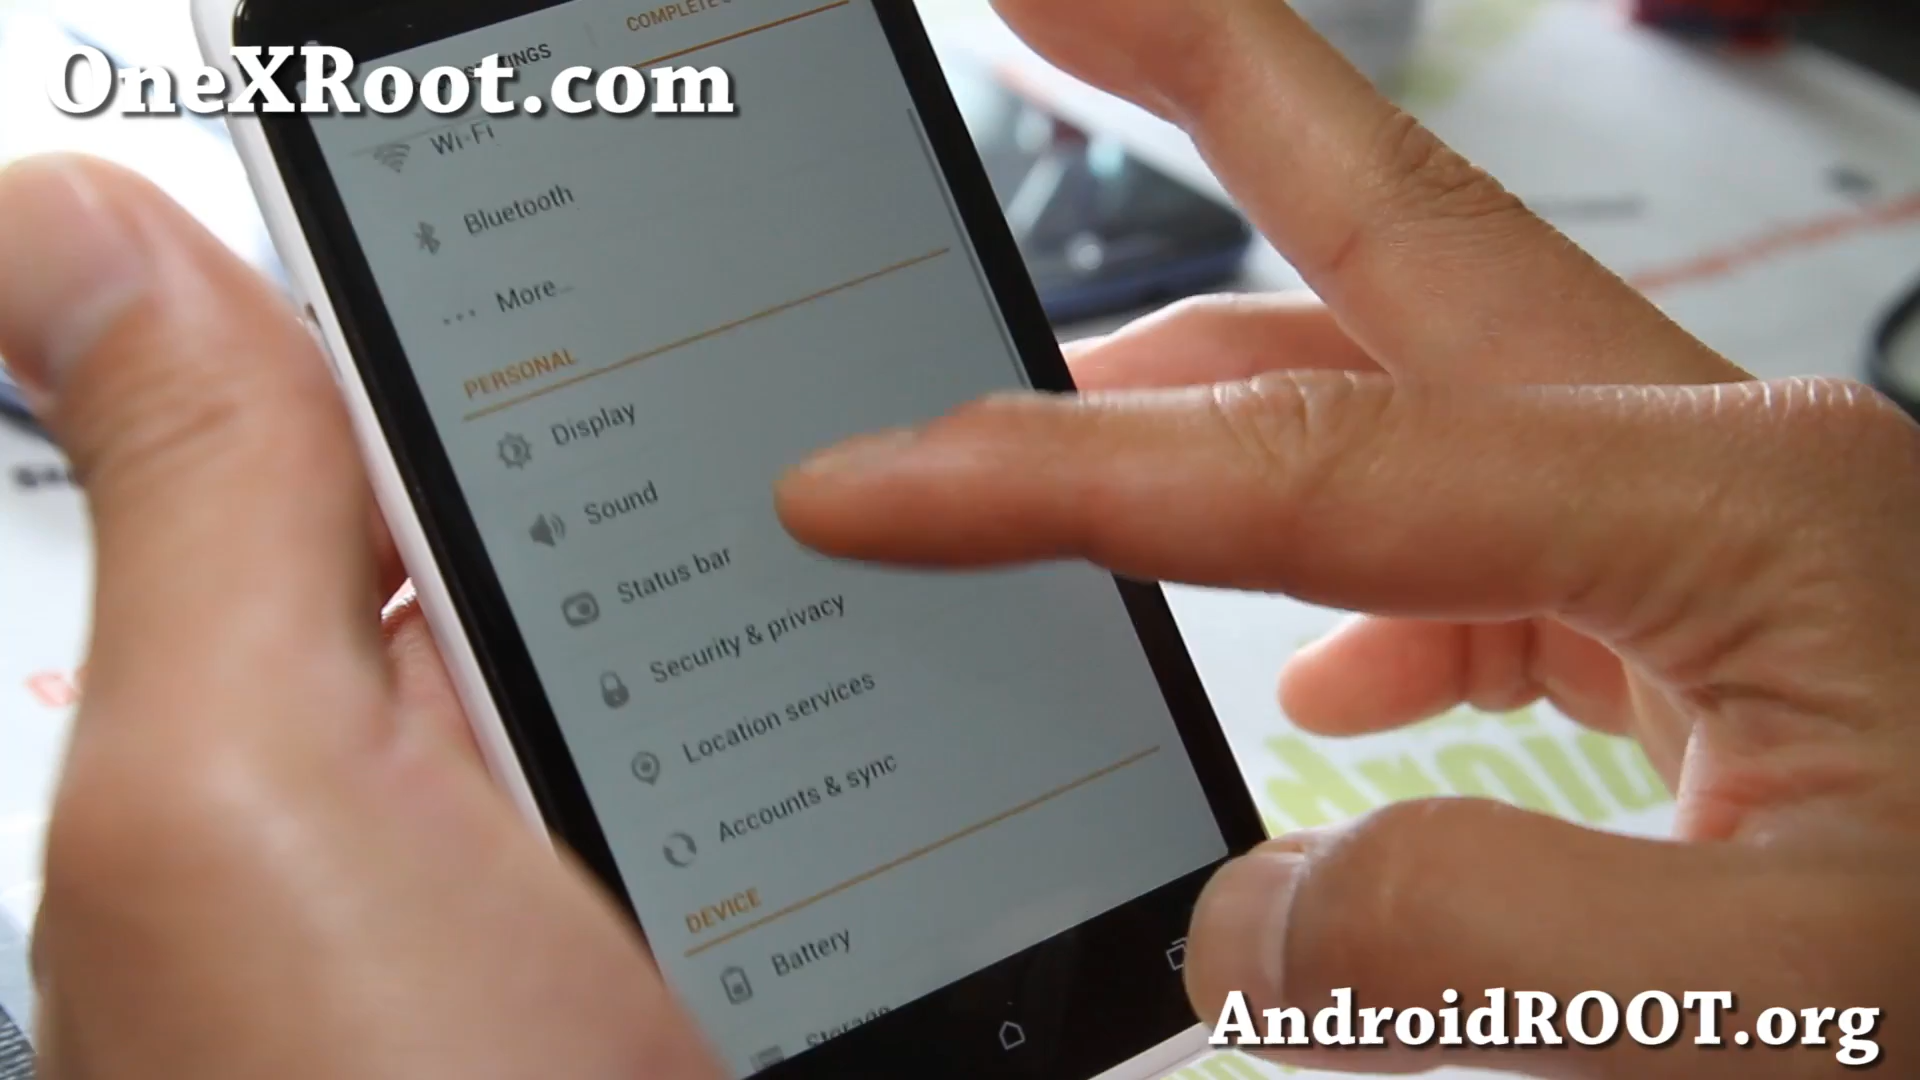 OneXRoot.com
COMPLETE
Wi-Fi
Bluetooth
More...
PERSONAL
Display
Sound
Status bar
Security & privacy
Location services
Accounts & sync
DEVICE
Battery
Storage
AndroidROOT.org